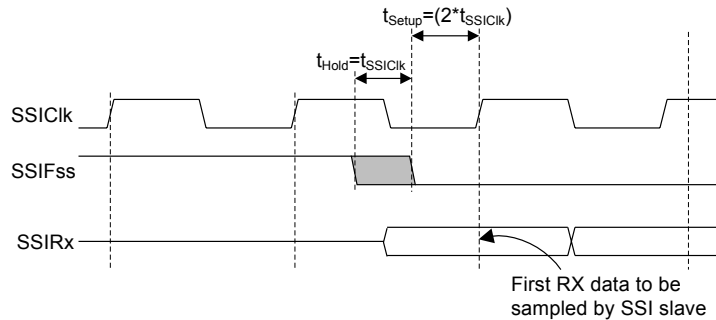 tSetup=(2*tSSIClk)
tHold=tSSIClk
SSIClk
SSIFss
SSIRx
First RX data to be
sampled by SSI slave